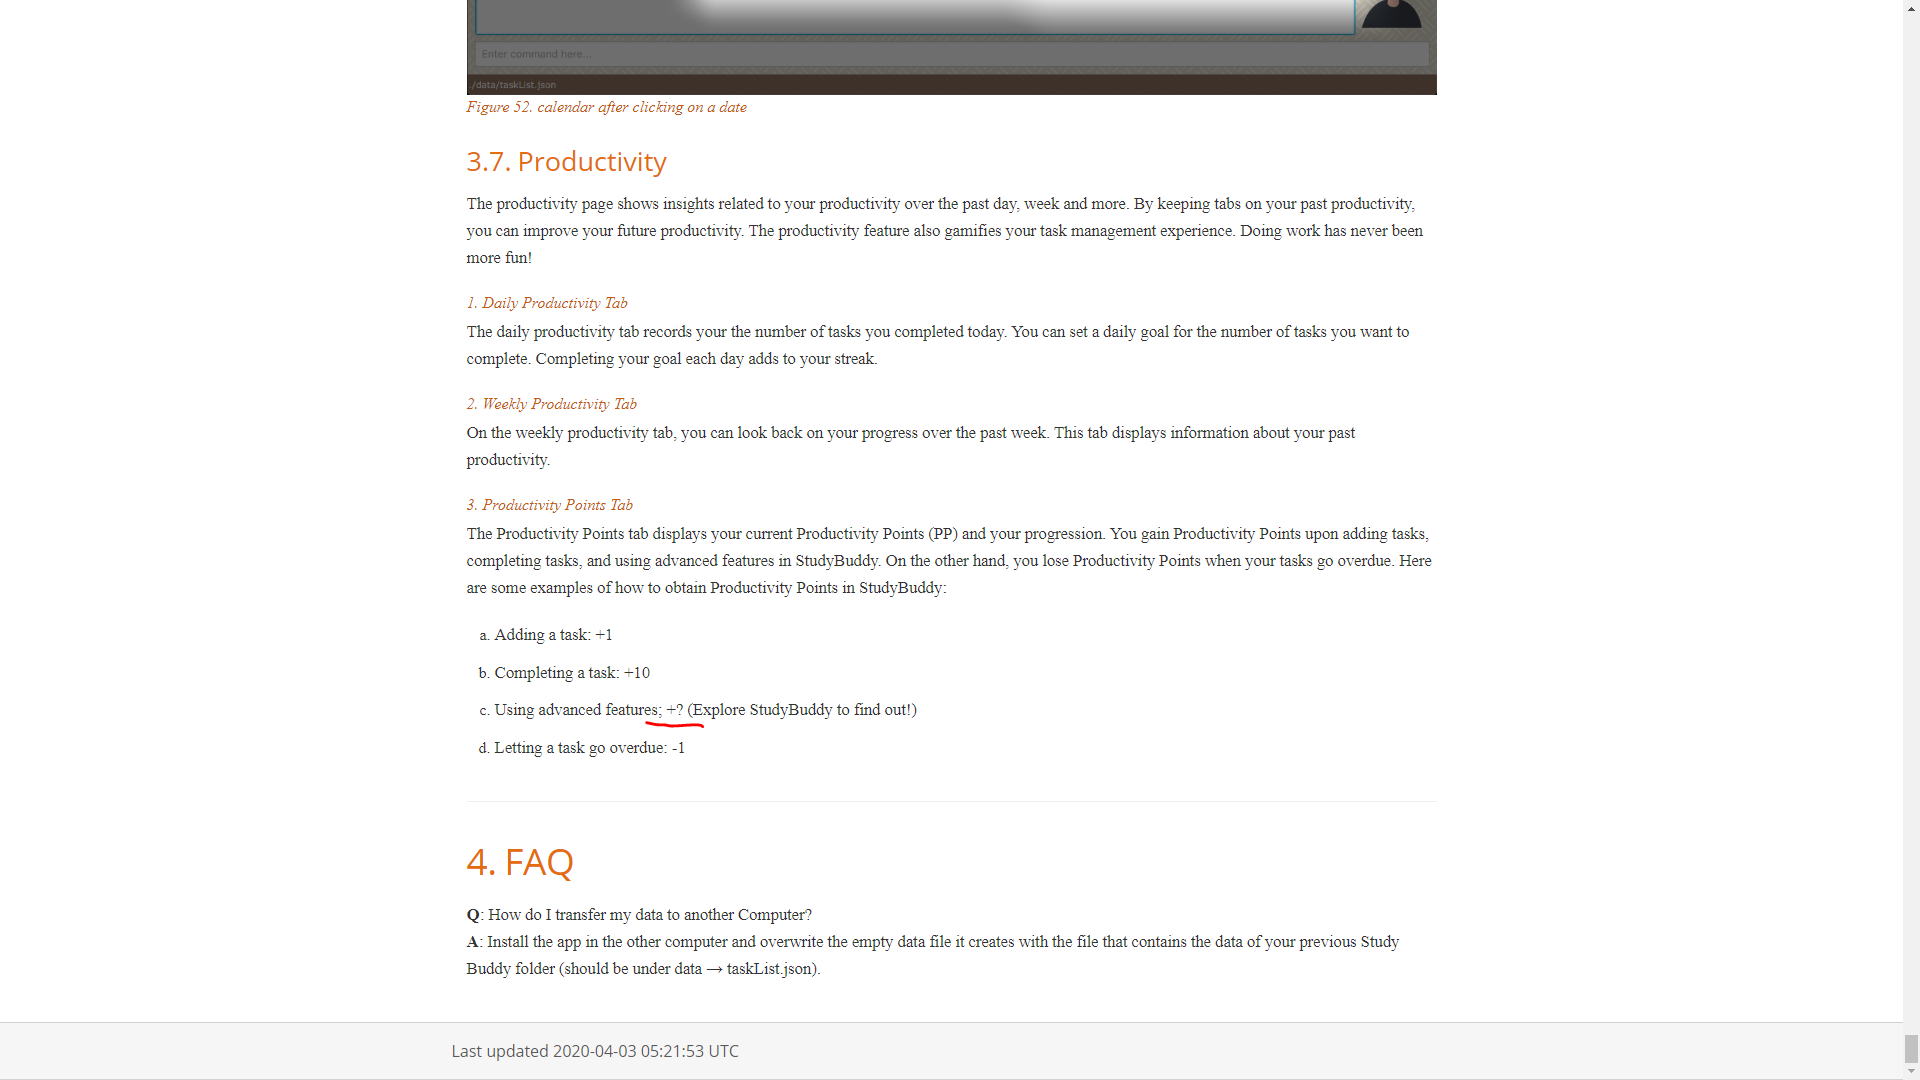 Enter command here...
./data/taskList.json
Figure 52. calendar after clicking on a date
3.7. Productivity
The productivity page shows insights related to your productivity over the past day, week and more. By keeping tabs on your past productivity,
you can improve your future productivity. The productivity feature also gamifies your task management experience. Doing work has never been
more fun!
1. Daily Productivity Tab
The daily productivity tab records your the number of tasks you completed today. You can set a daily goal for the number of tasks you want to
complete. Completing your goal each day adds to your streak.
2. Weekly Productivity Tab
On the weekly productivity tab, you can look back on your progress over the past week. This tab displays information about your past
productivity.
3. Productivity Points Tab
The Productivity Points tab displays your current Productivity Points (PP) and your progression. You gain Productivity Points upon adding tasks,
completing tasks, and using advanced features in StudyBuddy. On the other hand, you lose Productivity Points when your tasks go overdue. Here
are some examples of how to obtain Productivity Points in StudyBuddy:
a. Adding a task: +1
b. Completing a task: +10
c. Using advanced features; +? (Explore StudyBuddy to find out!)
d. Letting a task go overdue: -1
4. FAQ
Q: How do I transfer my data to another Computer?
A: Install the app in the other computer and overwrite the empty data file it creates with the file that contains the data of your previous Study
Buddy folder (should be under data → taskList.json).
Last updated 2020-04-03 05:21:53 UTC